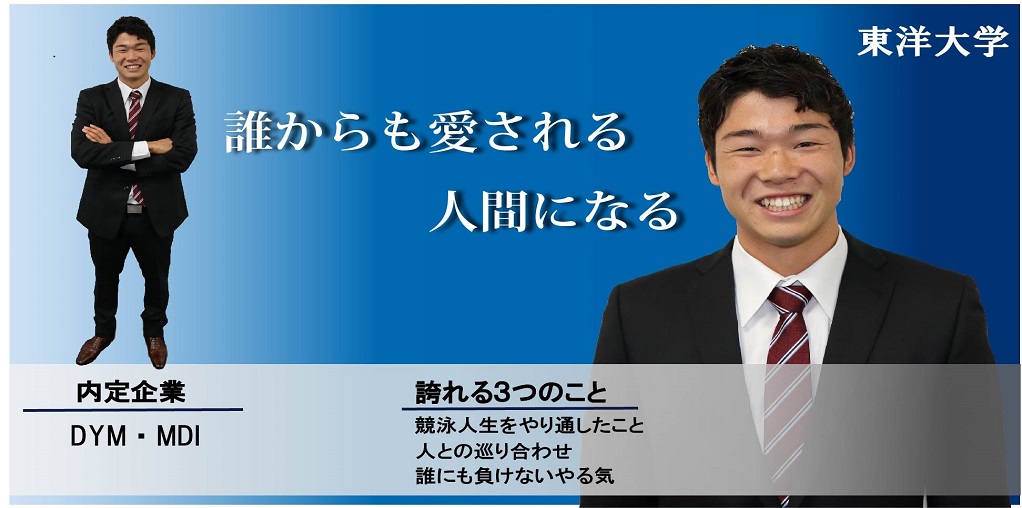 東洋大学
誰からも愛される
人間になる
内定企業
DYM・MDI
誇れる3つのこと
競泳人生をやり通したこと
人との巡り合わせ
誰にも負けないやる気